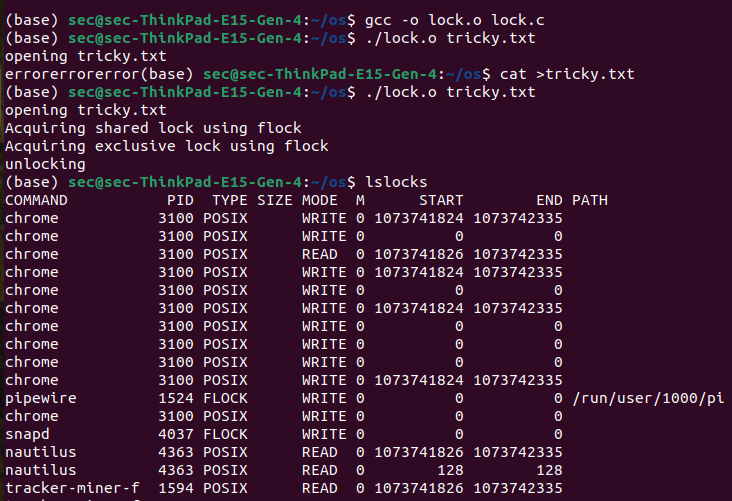 (base) sec@sec-ThinkPad-E15-Gen-4:~/os$ gcc -o lock.o lock.c
(base) sec@sec-ThinkPad-E15-Gen-4:~/os$ ./lock.o tricky.txt
opening tricky.txt
errorerrorerror(base) sec@sec-ThinkPad-E15-Gen-4:~/os$ cat >tricky.txt
(base) sec@sec-ThinkPad-E15-Gen-4:~/os$ ./lock.o tricky.txt
opening tricky.txt
Acquiring shared lock using flock
Acquiring exclusive lock using flock
unlocking
(base) sec@sec-ThinkPad-E15-Gen-4:~/os$ lslocks
COMMAND PID TYPE SIZE MODE M START END PATH
chrome 3100 POSIX WRITE 0 1073741824 1073742335
chrome 3100 POSIX WRITE 0 0 0
chrome 3100 POSIX READ 0 1073741826 1073742335
chrome 3100 POSIX WRITE 0 1073741824 1073742335
chrome 3100 POSIX WRITE 0 0 0
chrome 3100 POSIX WRITE 0 1073741824 1073742335
chrome 3100 POSIX WRITE 0 0 0
chrome 3100 POSIX WRITE 0 0 0
chrome 3100 POSIX WRITE 0 0 0
chrome 3100 POSIX WRITE 0 1073741824 1073742335
pipewire 1524 FLOCK WRITE 0 0 0 /run/user/1000/pi
chrome 3100 POSIX WRITE 0 0 0
snapd 4037 FLOCK WRITE 0 0 0
nautilus 4363 POSIX READ 0 1073741826 1073742335
nautilus 4363 POSIX READ 0 128 128
tracker-miner-f 1594 POSIX READ 0 1073741826 1073742335